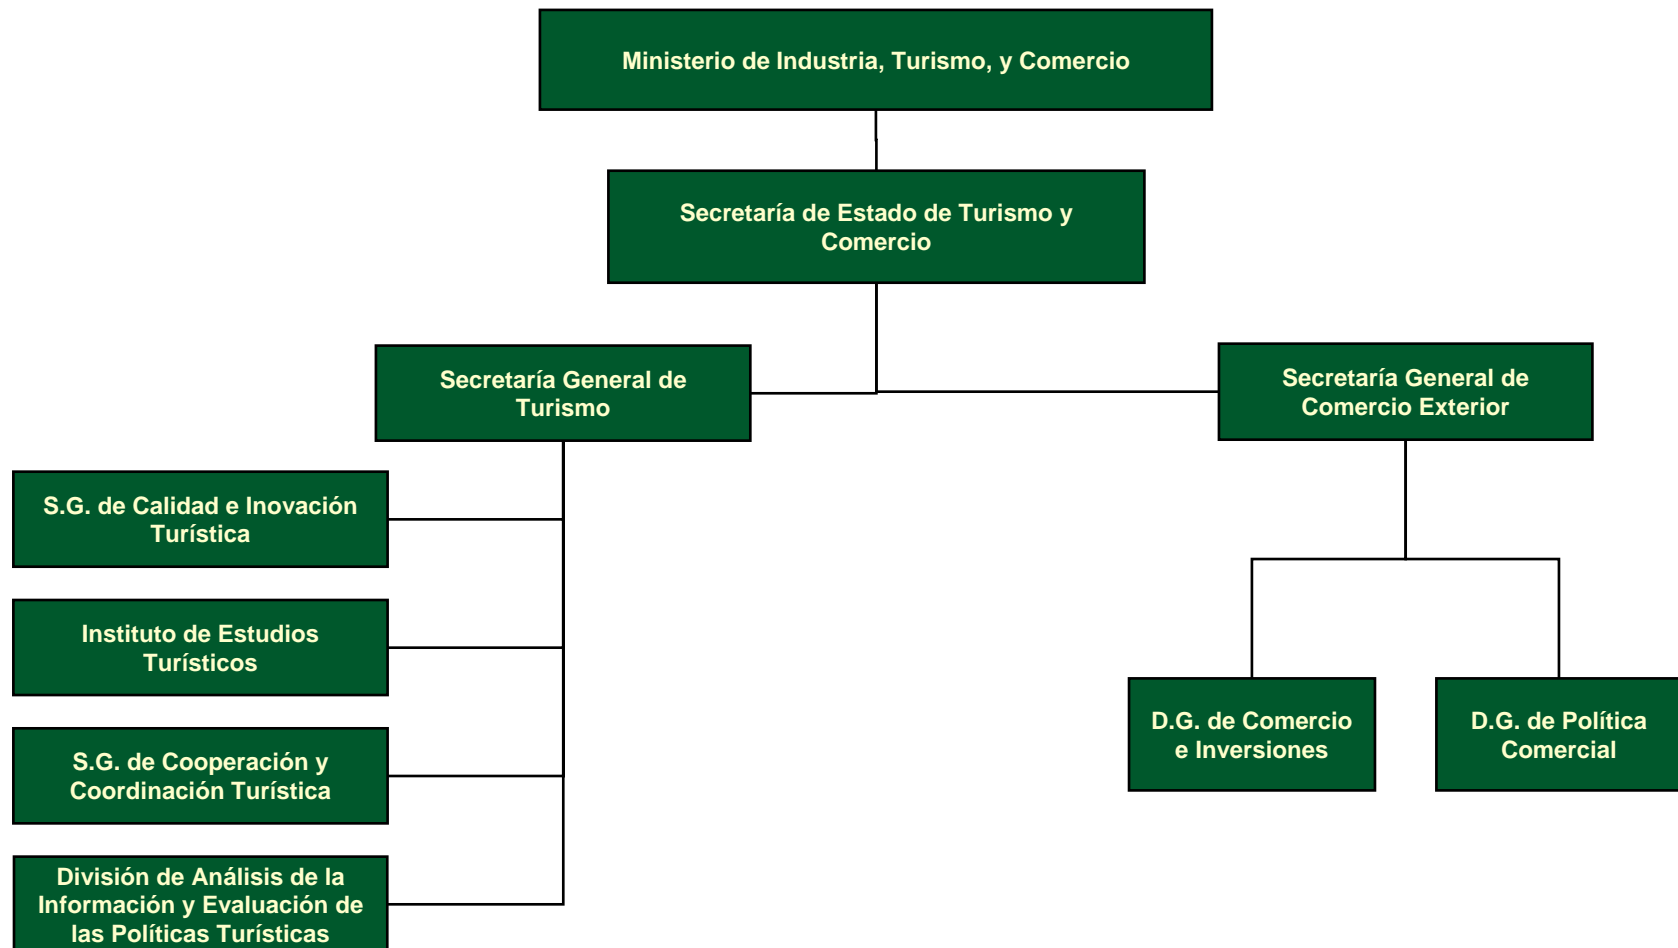 Ministerio de Industria, Turismo, y Comercio
Secretaría de Estado de Turismo y
Comercio
Secretaría General de
Turismo
Secretaría General de
Comercio Exterior
S.G. de Calidad e Inovación
Turística
Instituto de Estudios
Turísticos
S.G. de Cooperación y
Coordinación Turística
División de Análisis de la
Información y Evaluación de
las Políticas Turísticas
D.G. de Comercio
e Inversiones
D.G. de Política
Comercial